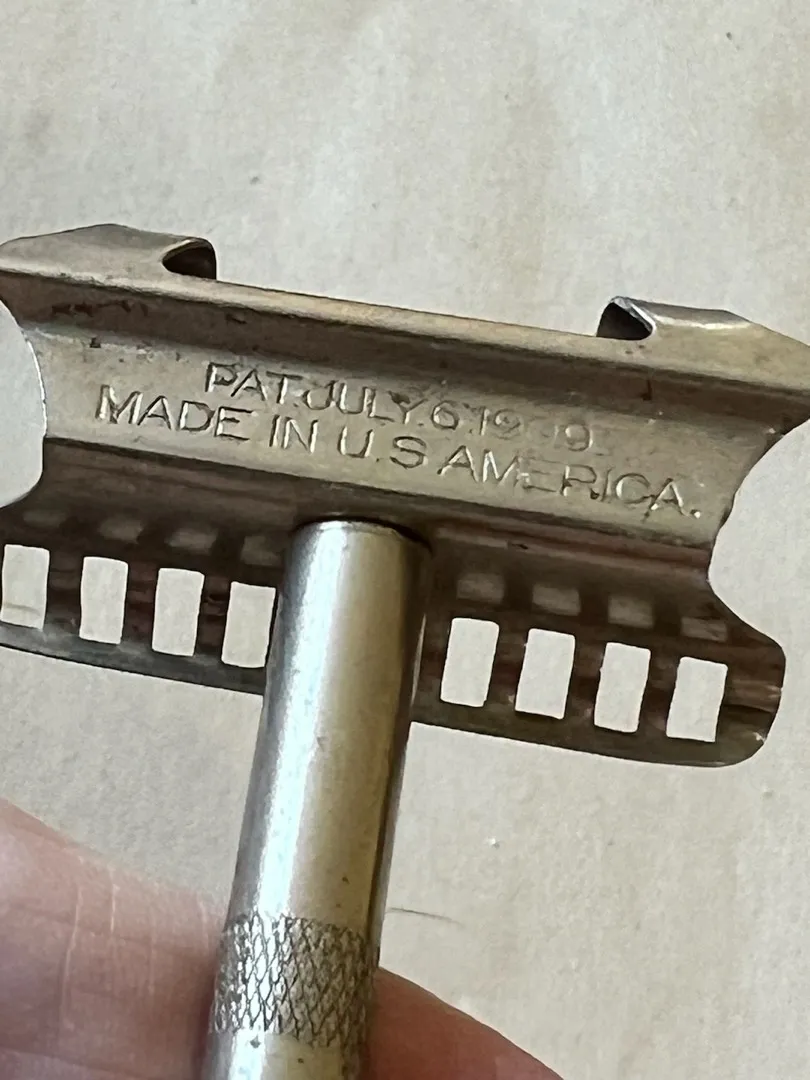 PAT. JULY. 6. 1909.
MADE IN U.S AMERICA.